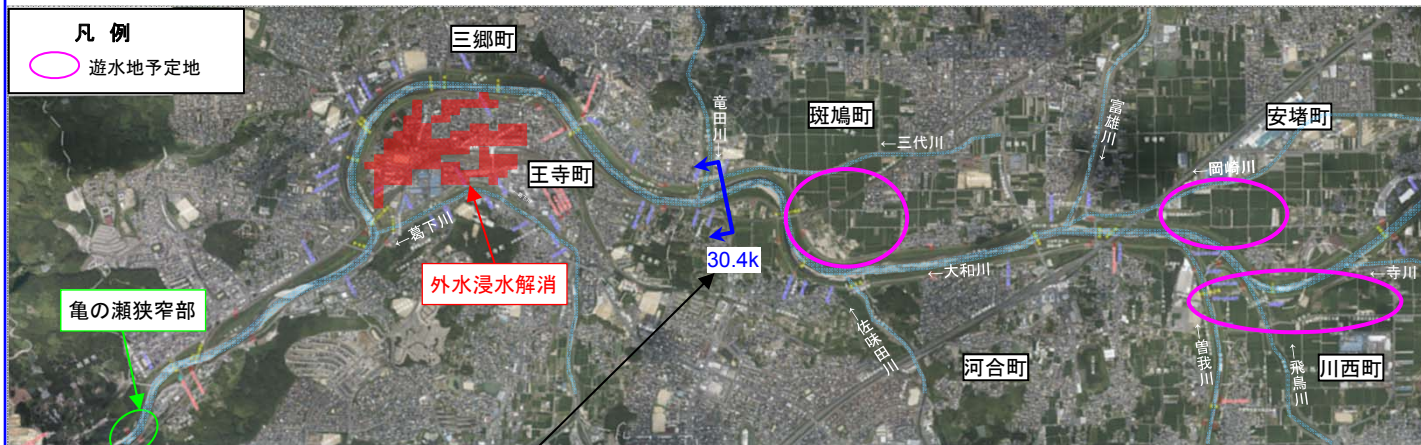 凡 例
遊水地予定地
三郷町
竜田川→
斑鳩町
←三代川
富雄川→
安堵町
←岡崎川
王寺町
←葛下川
外水浸水解消
30.4k
←大和川
←寺川
亀の瀬狭窄部
←佐味田川
河合町
←曽我川
←飛鳥川
川西町